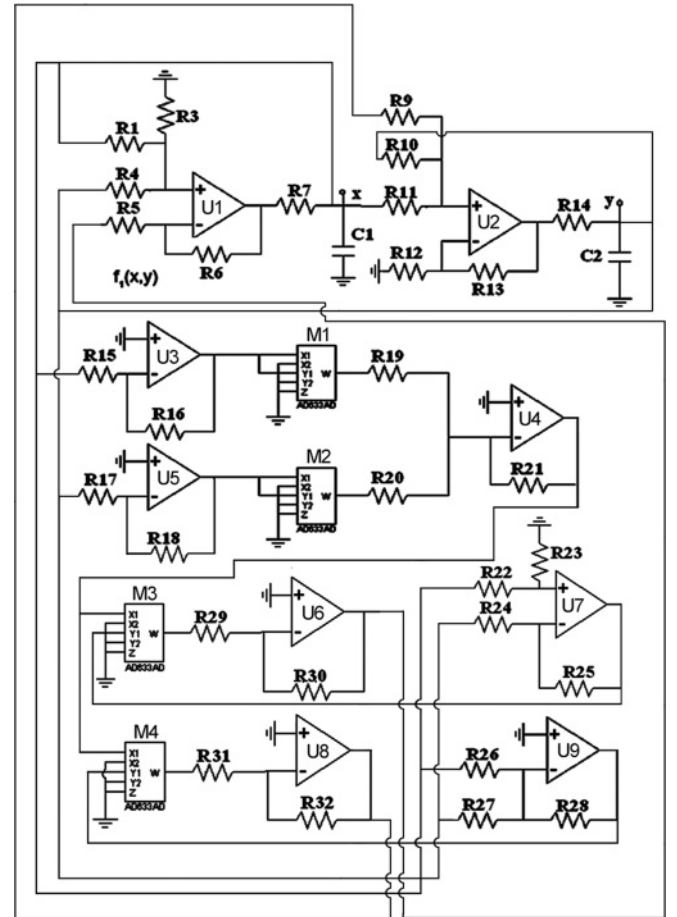 R9
R3
R1
R10
R4
R7
x
R11
R14
y
R5
U1
U2
C1
R12
C2
R6
R13
f₁(x,y)
M1
R15
U3
X1
X2
Y1
Y2
Z
W
R19
AD633AD
R16
U4
M2
R17
U5
X1
X2
Y1
Y2
Z
W
R20
R21
AD633AD
R18
R23
M3
R22
R29
U6
U7
X1
X2
Y1
Y2
Z
W
R24
AD633AD
R30
R25
M4
R31
U8
U9
X1
X2
Y1
Y2
Z
W
R26
AD633AD
R32
R27
R28